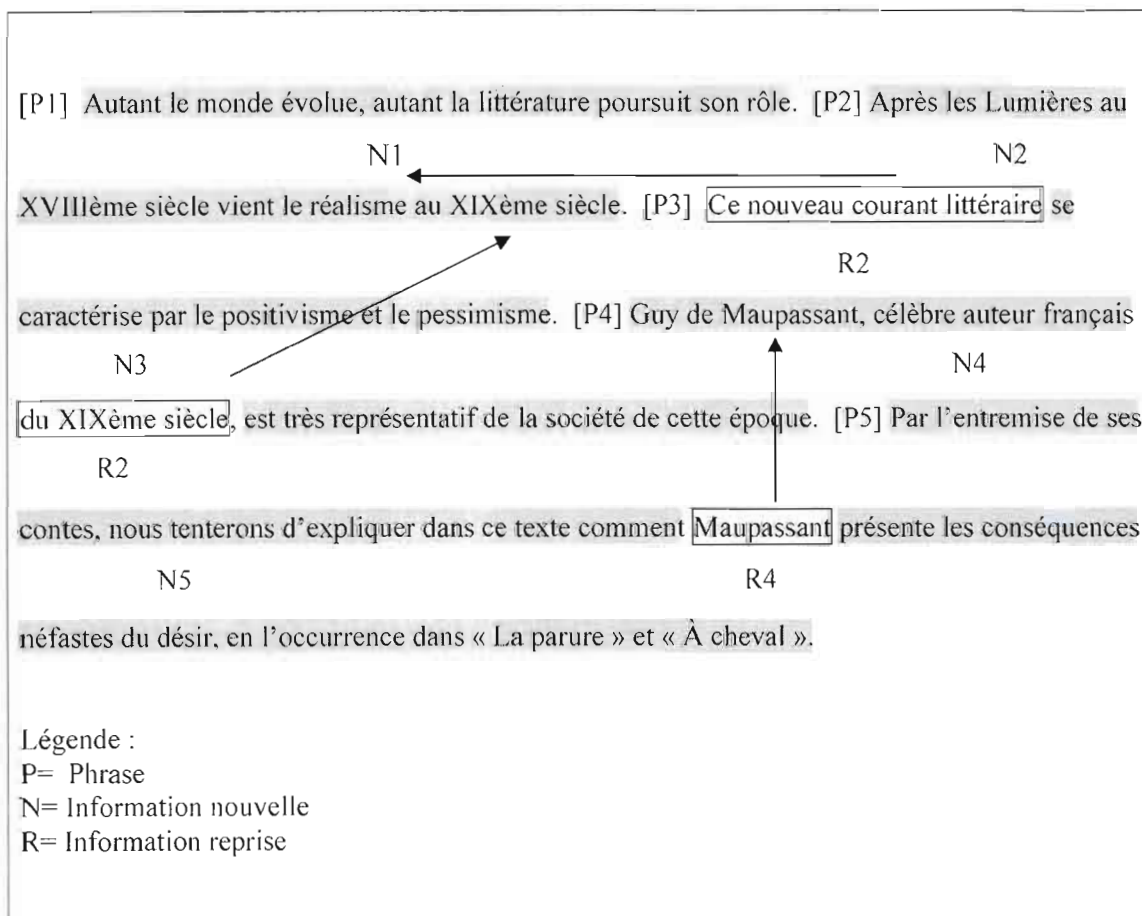 [P1] Autant le monde évolue, autant la littérature poursuit son rôle. [P2] Après les Lumières au
N1 N2
XVIIIème siècle vient le réalisme au XIXème siècle. [P3] Ce nouveau courant littéraire se
R2
caractérise par le positivisme et le pessimisme. [P4] Guy de Maupassant, célèbre auteur français
N3 N4
du XIXème siècle, est très représentatif de la société de cette époque. [P5] Par l'entremise de ses
R2
contes, nous tenterons d'expliquer dans ce texte comment Maupassant présente les conséquences
N5 R4
néfastes du désir, en l'occurrence dans « La parure » et « À cheval ».
Légende :
P= Phrase
N= Information nouvelle
R= Information reprise